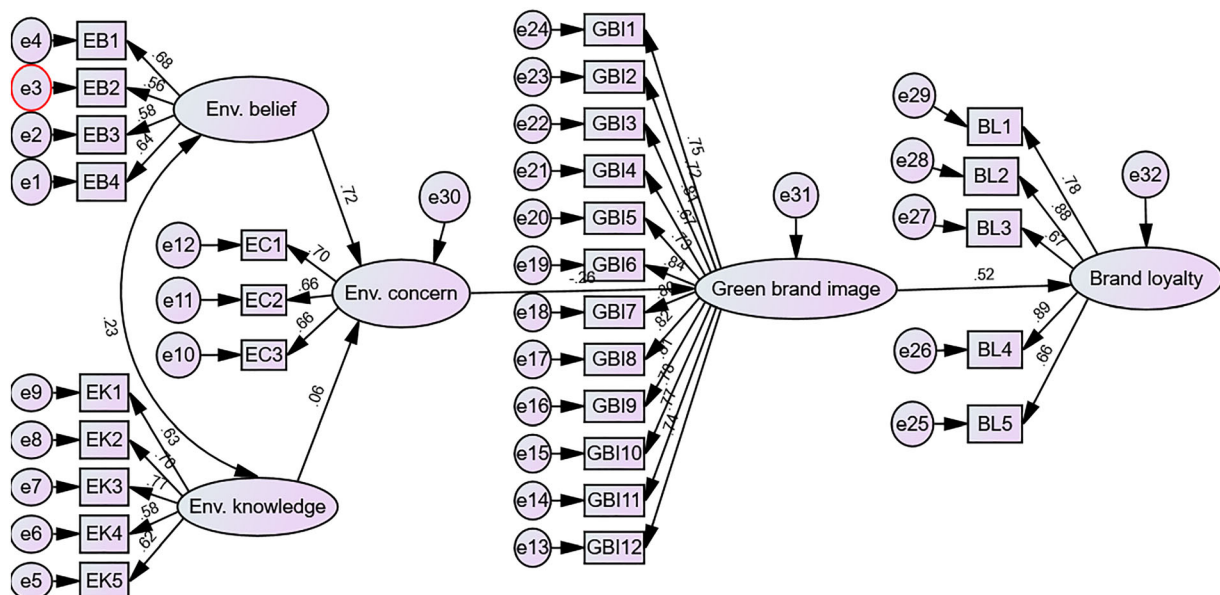 e4
EB1
.68
e3
EB2
.56
e2
EB3
.58
e1
EB4
.64
Env. belief
.72
e30
.23
e12
EC1
.70
e11
EC2
.66
e10
EC3
.66
Env. concern
-.26
.06
e9
EK1
.63
e8
EK2
.70
e7
EK3
.77
e6
EK4
.58
e5
EK5
.62
Env. knowledge
e24
GBI1
.75
e23
GBI2
.72
e22
GBI3
.81
e21
GBI4
.67
e20
GBI5
.73
e19
GBI6
.84
e18
GBI7
e17
GBI8
.82
e16
GBI9
.81
e15
GBI10
.78
e14
GBI11
.77
e13
GBI12
.74
e31
Green brand image
.52
e29
BL1
.78
e28
BL2
.88
e27
BL3
.67
e32
Brand loyalty
e26
BL4
.89
e25
BL5
.66